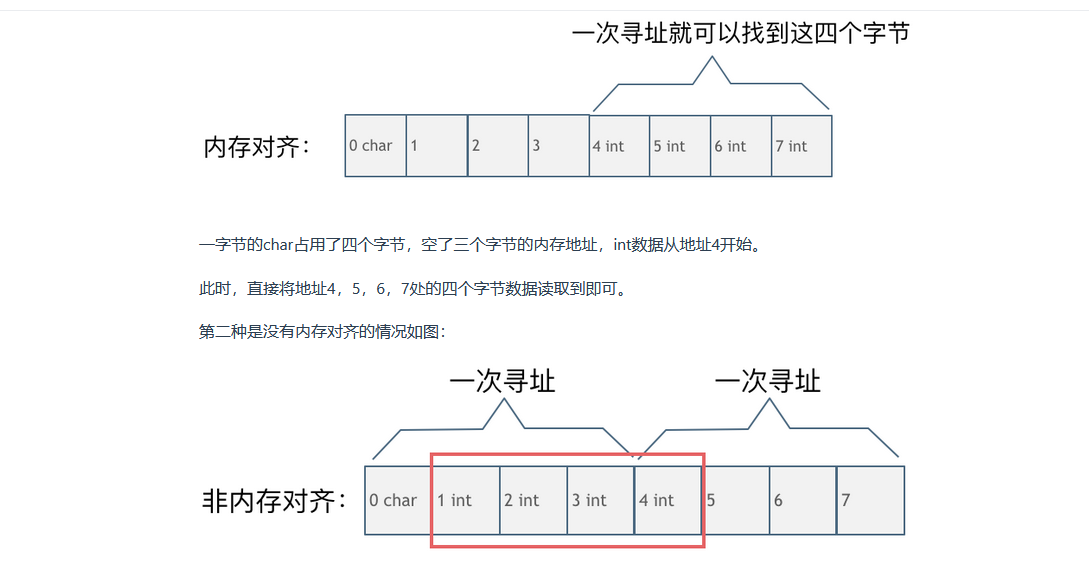 一次寻址就可以找到这四个字节
内存对齐：
0 char 1 2 3 4 int 5 int 6 int 7 int
一字节的char占用了四个字节，空了三个字节的内存地址，int数据从地址4开始。
此时，直接将地址4，5，6，7处的四个字节数据读取到即可。
第二种是没有内存对齐的情况如图：
一次寻址 一次寻址
非内存对齐：
0 char 1 int 2 int 3 int 4 int 5 6 7